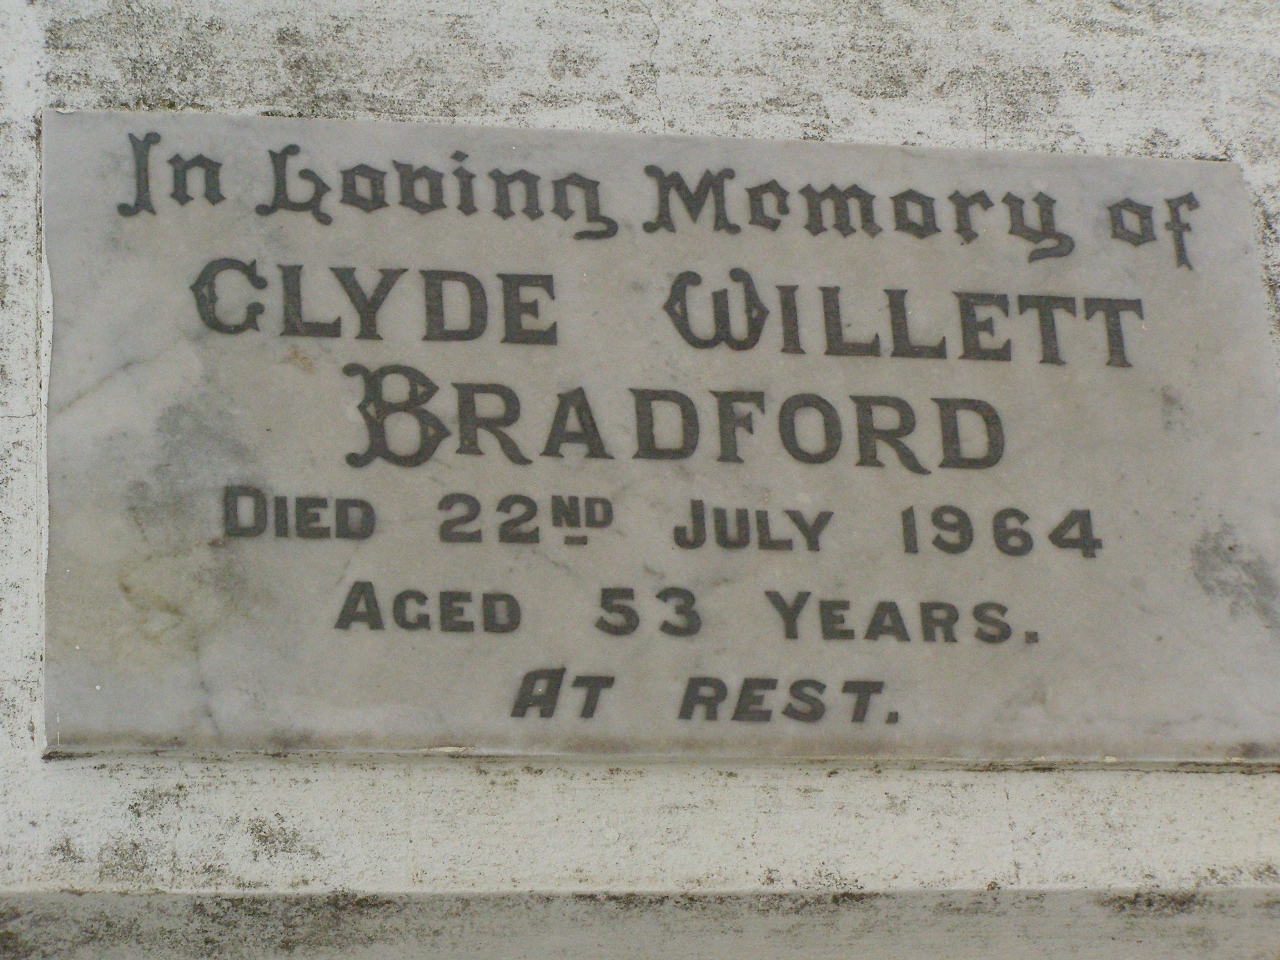 In Loving Memory of
CLYDE WILLETT
BRADFORD
DIED 22ND JULY 1964
AGED 53 YEARS.
AT REST.